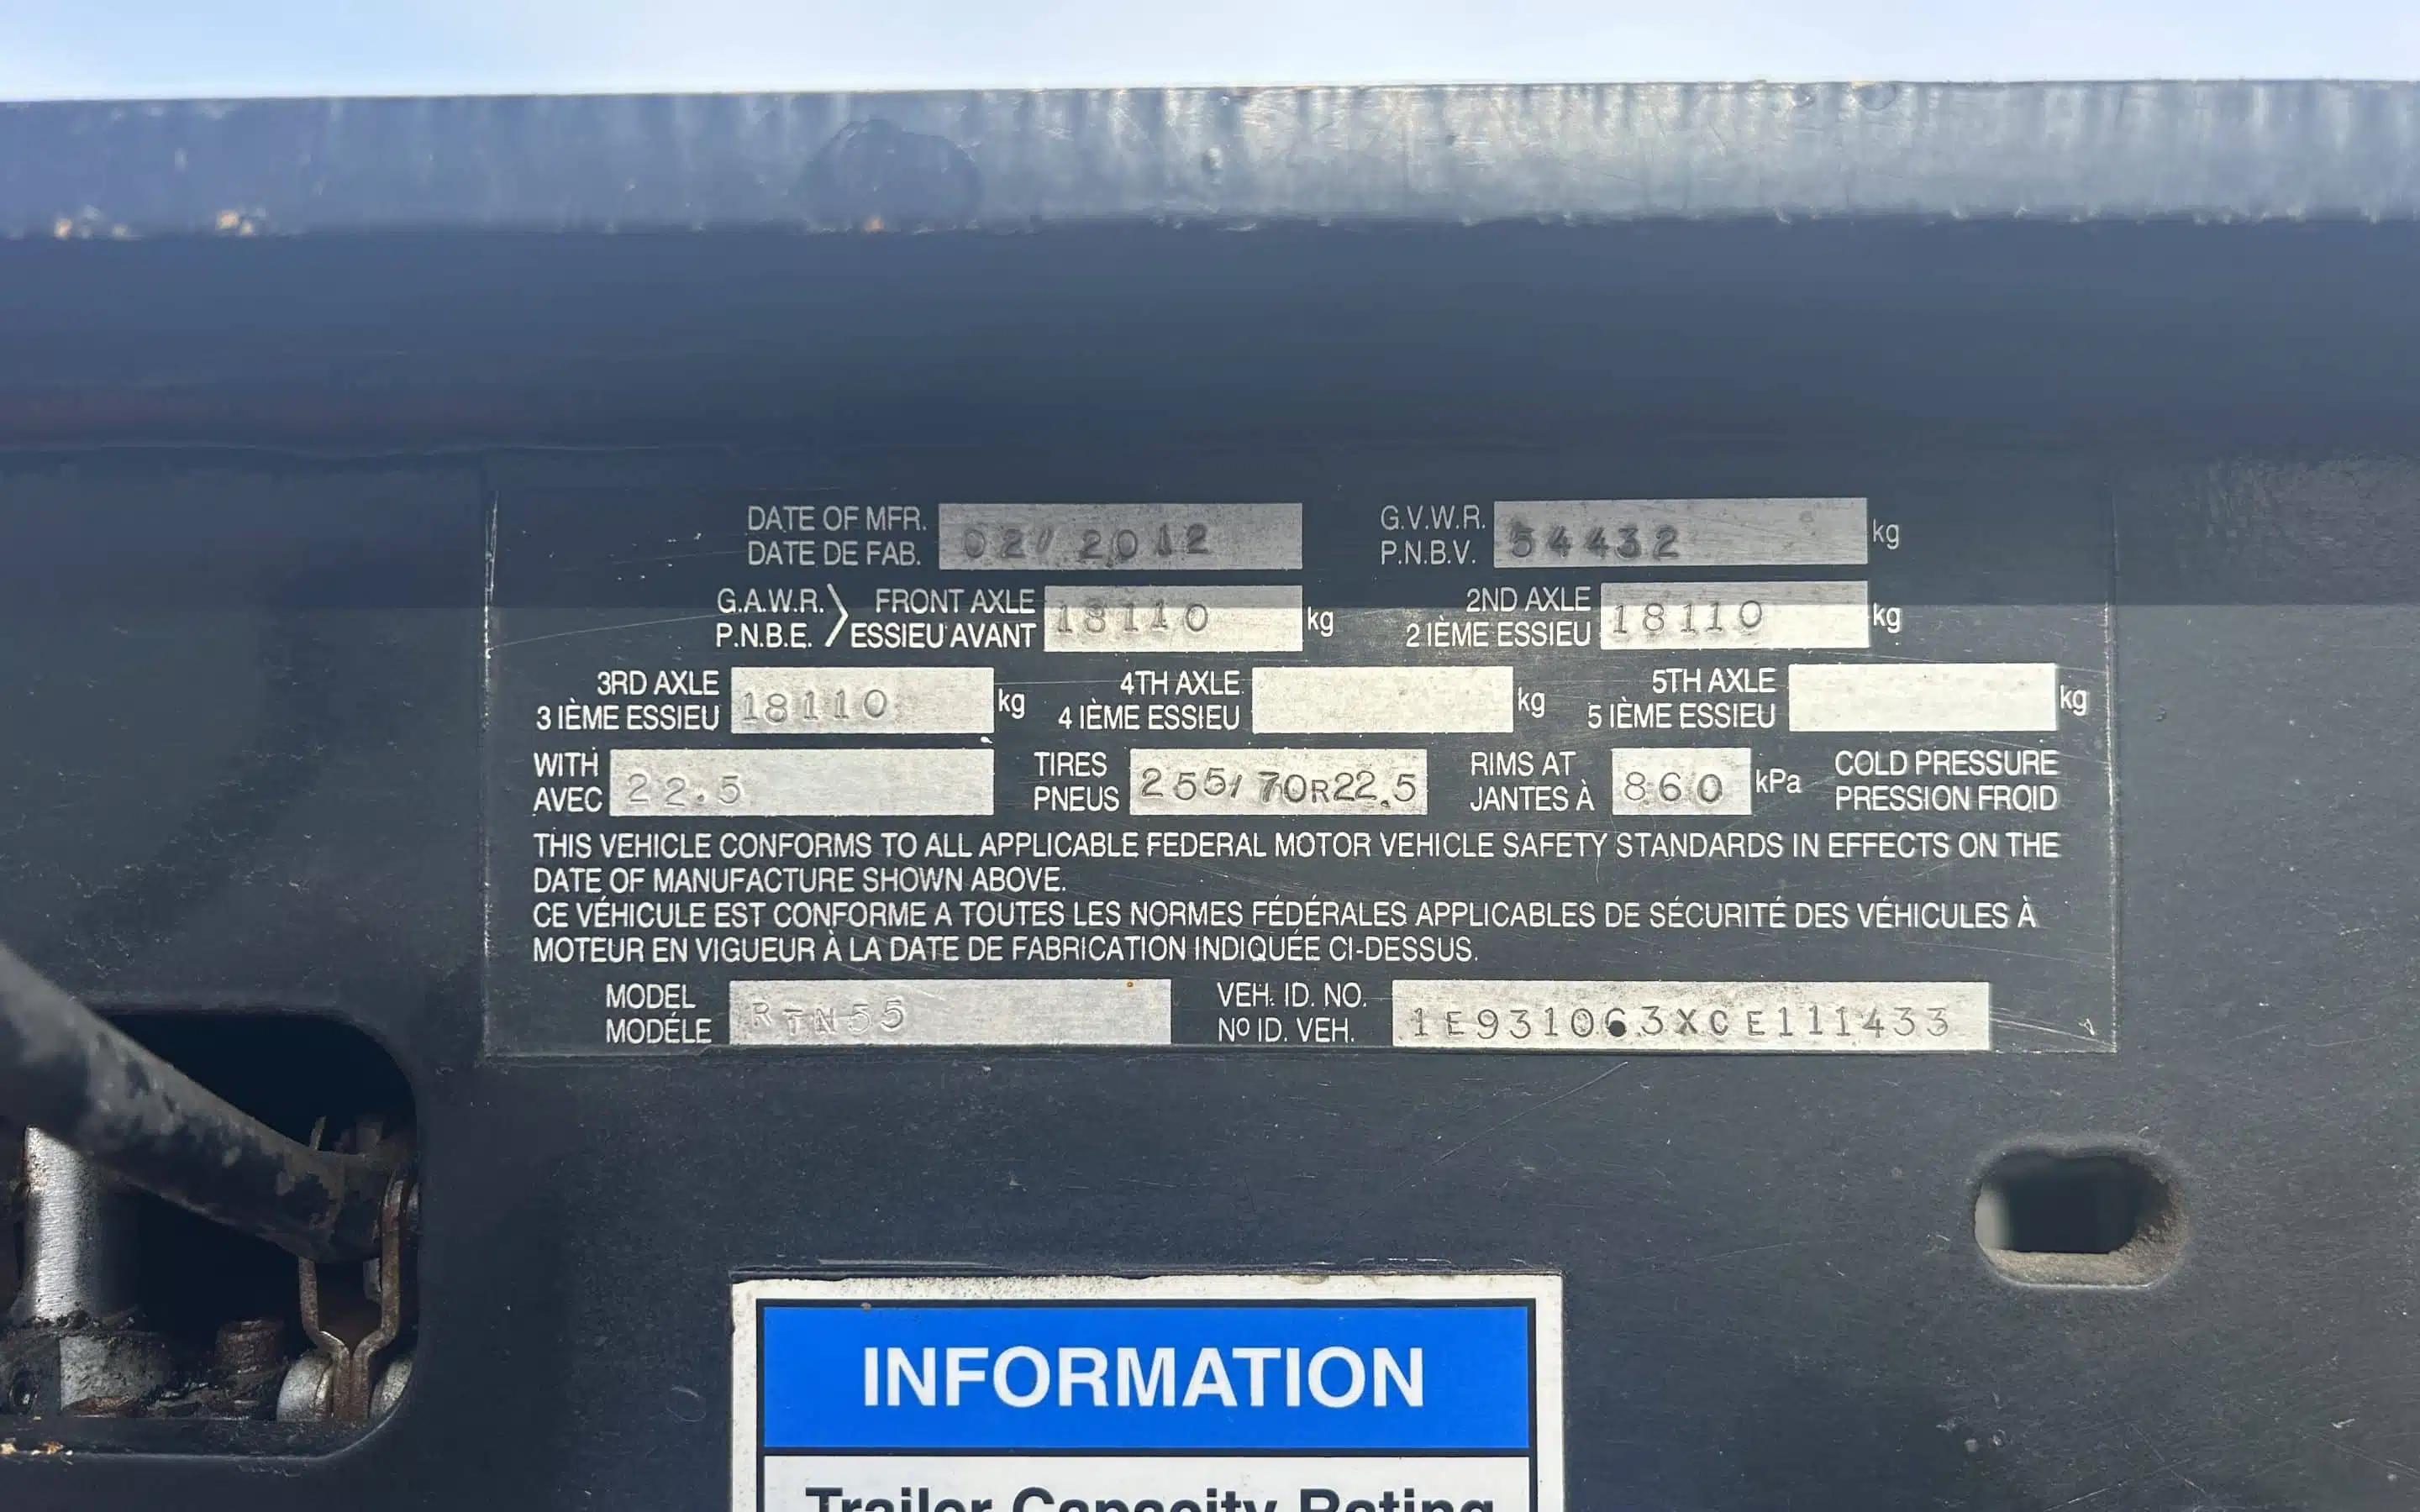 DATE OF MFR. 02/ 2012 G.V.W.R. 54432 kg
DATE DE FAB. P.N.B.V.
G.A.W.R. FRONT AXLE 18110 kg 2ND AXLE 18110 kg
P.N.B.E. ESSIEU AVANT 2 IÈME ESSIEU
3RD AXLE 18110 kg 4TH AXLE kg 5TH AXLE kg
3 IÈME ESSIEU 4 IÈME ESSIEU 5 IÈME ESSIEU
WITH 22.5 TIRES 255/70R22.5 RIMS AT 860 kPa COLD PRESSURE
AVEC PNEUS JANTES À PRESSION FROID
THIS VEHICLE CONFORMS TO ALL APPLICABLE FEDERAL MOTOR VEHICLE SAFETY STANDARDS IN EFFECTS ON THE
DATE OF MANUFACTURE SHOWN ABOVE.
CE VÉHICULE EST CONFORME A TOUTES LES NORMES FÉDÉRALES APPLICABLES DE SÉCURITÉ DES VÉHICULES À
MOTEUR EN VIGUEUR À LA DATE DE FABRICATION INDIQUÉE CI-DESSUS.
MODEL RTN55 VEH. ID. NO. 1E931063XCE111433
MODÉLE Nº ID. VEH.
INFORMATION
Trailer Capacity Rating